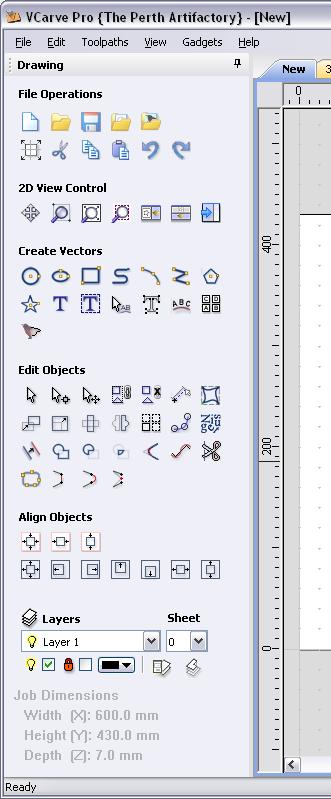 VCarve Pro {The Perth Artifactory} - [New]
File Edit Toolpaths View Gadgets Help
Drawing
New 3
File Operations
0
2D View Control
Create Vectors
400
T T AB T ABC
Edit Objects
200
Align Objects
Layers Sheet
Layer 1 0
0
Job Dimensions
Width (X): 600.0 mm
Height (Y): 430.0 mm
Depth (Z): 7.0 mm
Ready